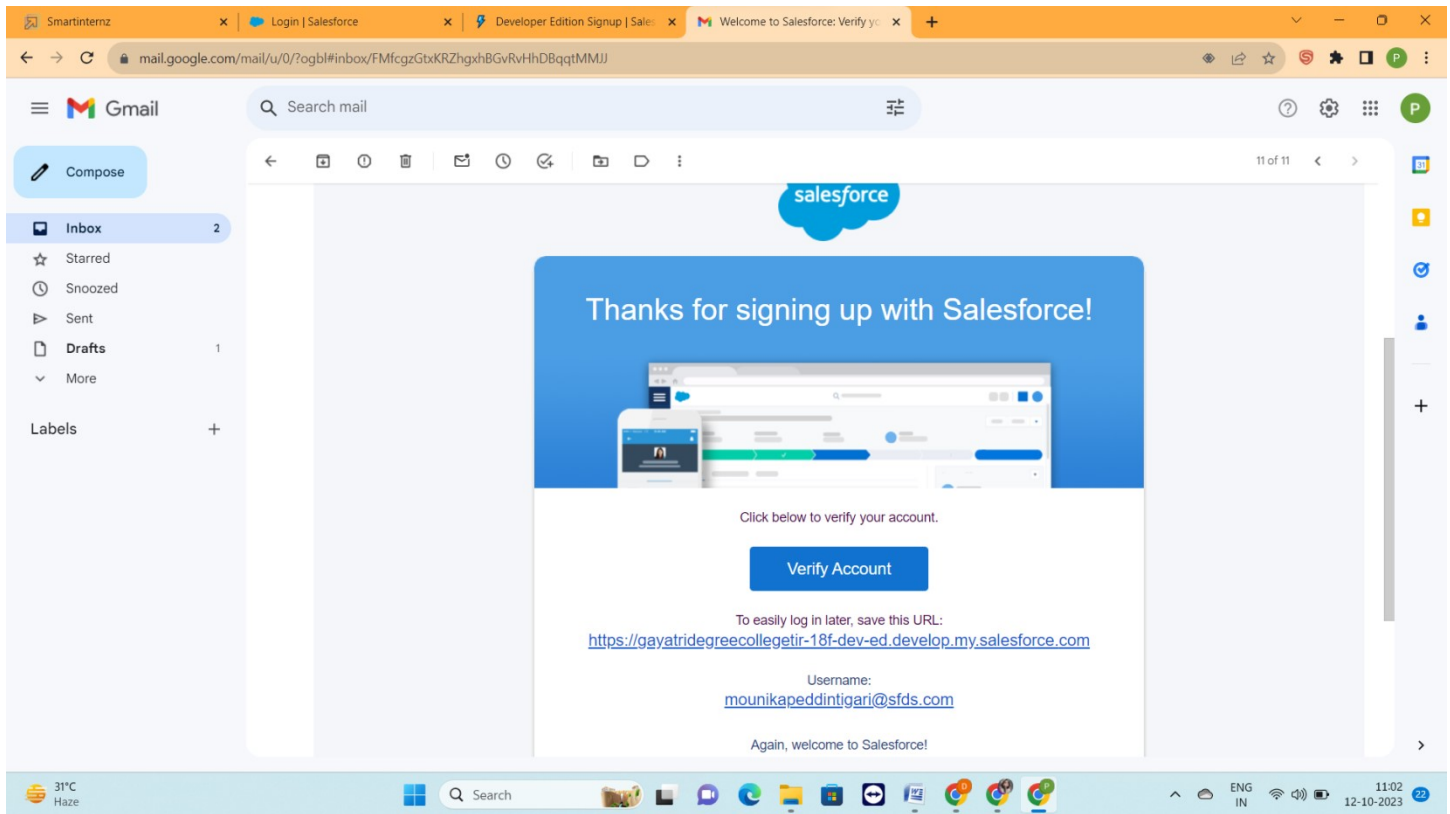 Smartinternz
Login | Salesforce
Developer Edition Signup | Sales
Welcome to Salesforce: Verify yo
mail.google.com/mail/u/0/?ogbl#inbox/FMfcgzGtxKRZhgxhBGvRvHhDBqqtMMJJ
P
Gmail
Search mail
P
Compose
11 of 11
31
salesforce
Inbox 2
Starred
Snoozed
Sent
Drafts 1
More
Labels
Thanks for signing up with Salesforce!
Click below to verify your account.
Verify Account
To easily log in later, save this URL:
https://gayatridegreecollegetir-18f-dev-ed.develop.my.salesforce.com
Username:
mounikapeddintigari@sfds.com
Again, welcome to Salesforce!
31°C
Haze
Search
ENG
IN
11:02
12-10-2023
22